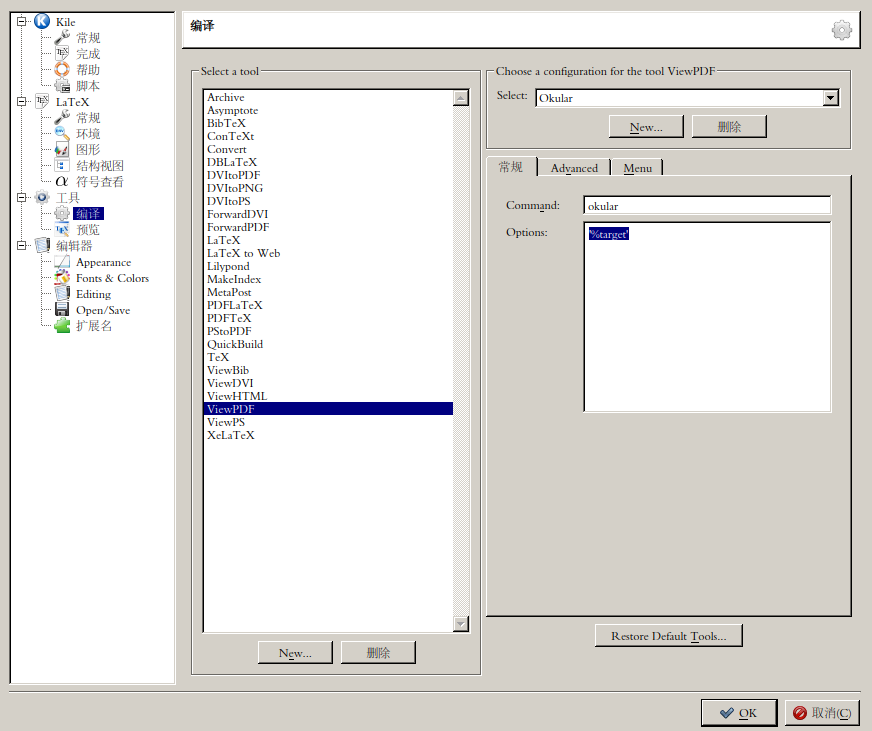 Kile
常规
完成
帮助
脚本
LaTeX
常规
环境
图形
结构视图
符号查看
工具
编译
预览
编辑器
Appearance
Fonts & Colors
Editing
Open/Save
扩展名
编译
Select a tool
Archive
Asymptote
BibTeX
ConTeXt
Convert
DBLaTeX
DVItoPDF
DVItoPNG
DVItoPS
ForwardDVI
ForwardPDF
LaTeX
LaTeX to Web
Lilypond
MakeIndex
MetaPost
PDFLaTeX
PDFTeX
PStoPDF
QuickBuild
TeX
ViewBib
ViewDVI
ViewHTML
ViewPDF
ViewPS
XeLaTeX
New... 删除
Choose a configuration for the tool ViewPDF
Select: Okular
New... 删除
常规 Advanced Menu
Command: okular
Options: '%target'
Restore Default Tools...
OK 取消(C)